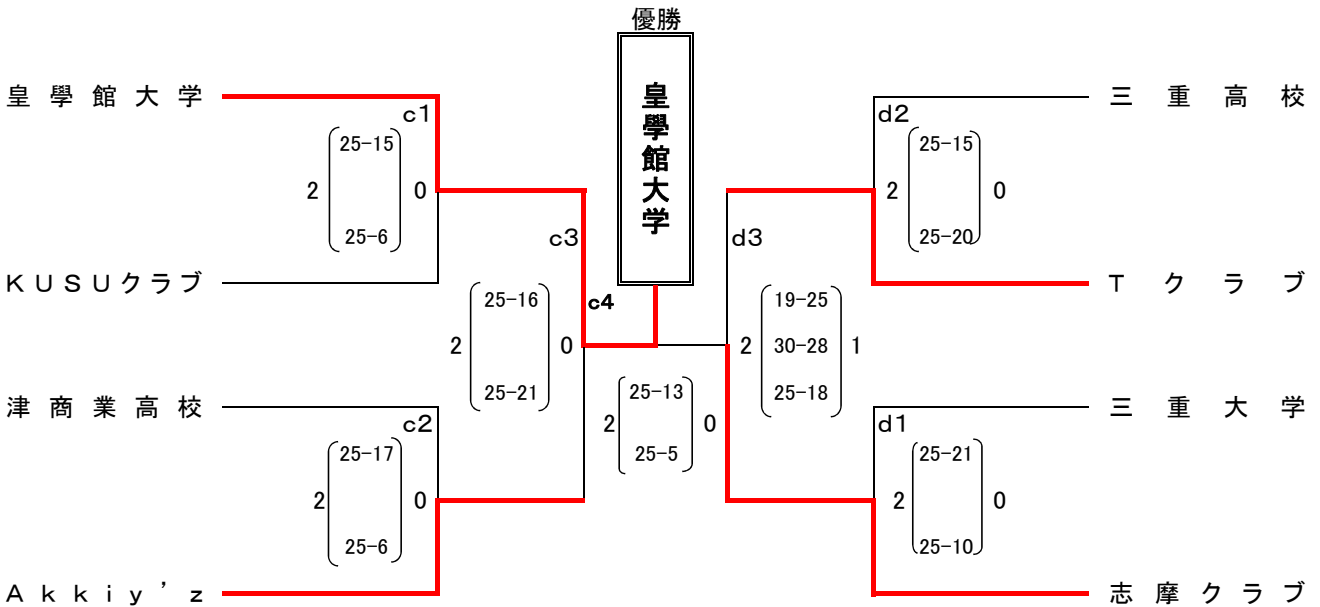 優勝
皇學館大学
皇學館大学
c1
25-15
2 0
25-6
KUSUクラブ
c3
25-16
2 0
25-21
c4
津商業高校
c2
25-17
2 0
25-6
Akkiy'z
25-13
2 0
25-5
三重高校
d2
25-15
2 0
25-20
Tクラブ
d3
19-25
2 30-28 1
25-18
三重大学
d1
25-21
2 0
25-10
志摩クラブ